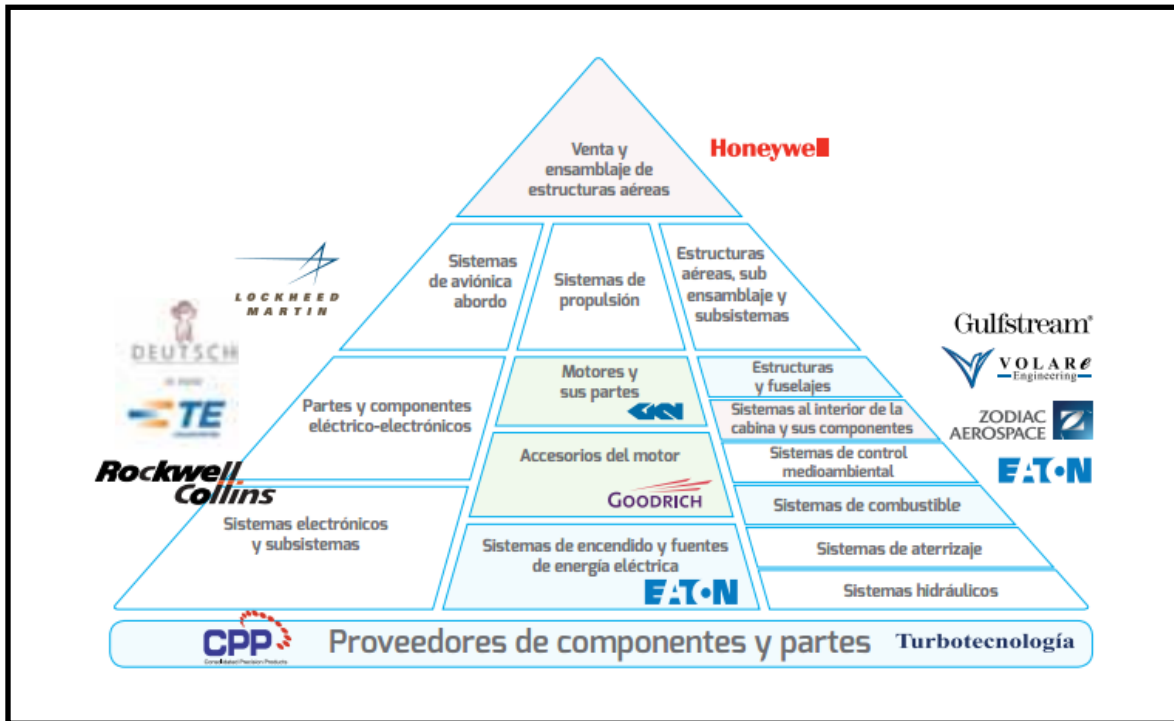 Venta y
ensamblaje de
estructuras aéreas
Honeywell
Sistemas
de aviónica
abordo
Sistemas de
propulsión
Estructuras
aéreas, sub
ensamblaje y
subsistemas
LOCKHEED
MARTIN
DEUTSCH
TE
Rockwell
Collins
Partes y componentes
eléctrico-electrónicos
Sistemas electrónicos
y subsistemas
Motores y
sus partes
GKN
Accesorios del motor
GOODRICH
Sistemas de encendido y fuentes
de energía eléctrica
EATON
Estructuras
y fuselajes
Sistemas al interior de la
cabina y sus componentes
Sistemas de control
medioambiental
Sistemas de combustible
Sistemas de aterrizaje
Sistemas hidráulicos
Gulfstream®
VOLARe
Engineering
ZODIAC
AEROSPACE
EATON
CPP
Consolidated Precision Products
Proveedores de componentes y partes
Turbotecnología